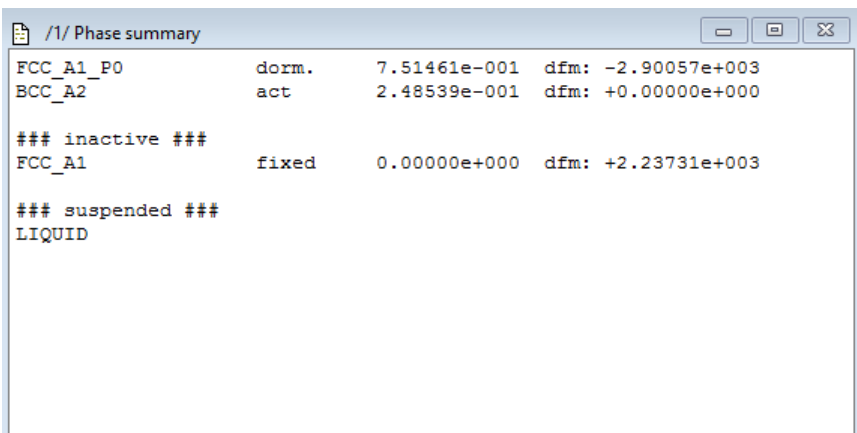 /1/ Phase summary
FCC_A1_P0 dorm. 7.51461e-001 dfm: -2.90057e+003
BCC_A2 act 2.48539e-001 dfm: +0.00000e+000
### inactive ###
FCC_A1 fixed 0.00000e+000 dfm: +2.23731e+003
### suspended ###
LIQUID